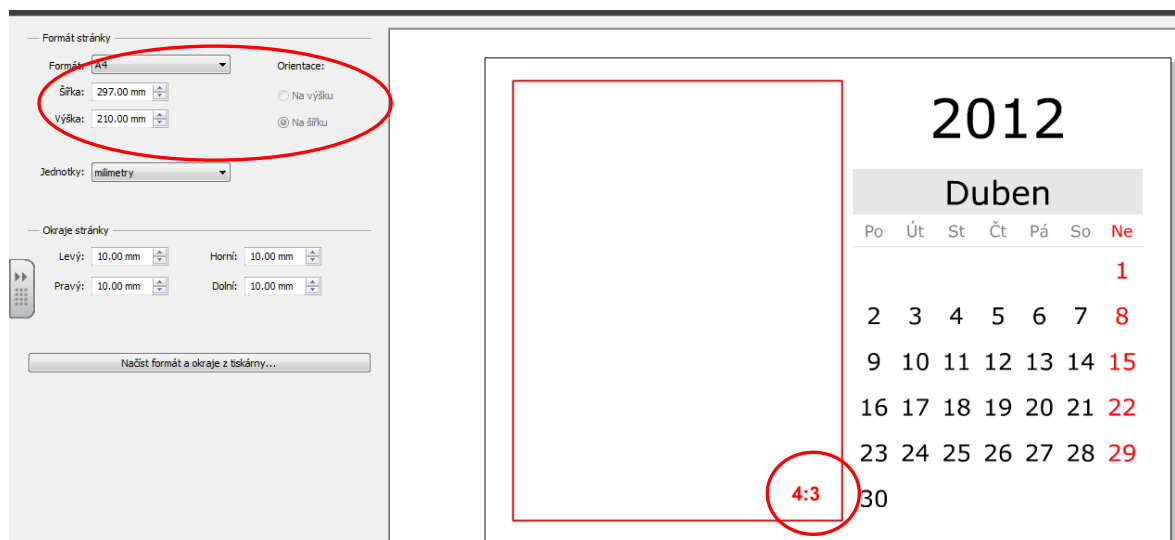 Formát stránky
Formát: A4
Orientace:
Šířka: 297.00 mm
Na výšku
Výška: 210.00 mm
Na šířku
Jednotky: milimetry
Okraje stránky
Levý: 10.00 mm Horní: 10.00 mm
Pravý: 10.00 mm Dolní: 10.00 mm
Načíst formát a okraje z tiskárny...
4:3
2012
Duben
Po Út St Čt Pá So Ne
1
2 3 4 5 6 7 8
9 10 11 12 13 14 15
16 17 18 19 20 21 22
23 24 25 26 27 28 29
30